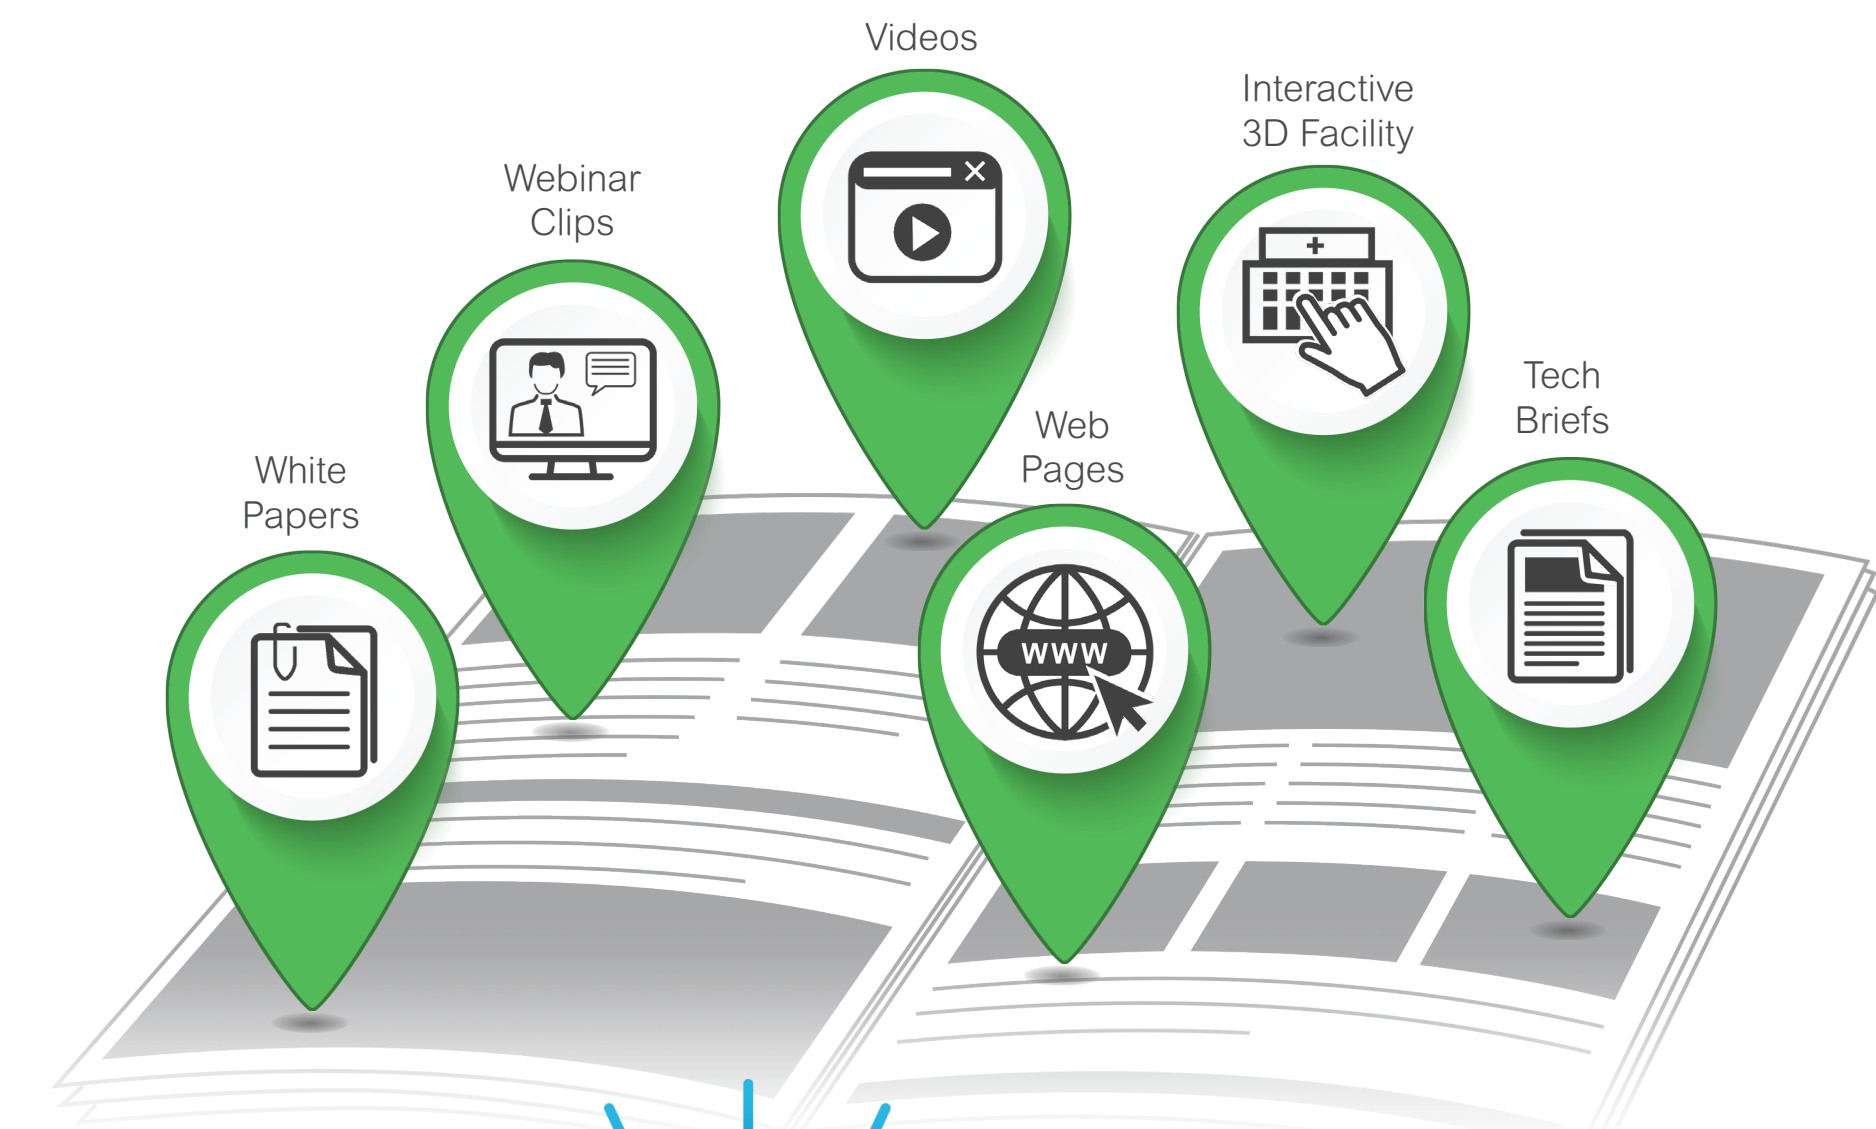 Videos
Interactive
3D Facility
Webinar
Clips
Tech
Briefs
Web
Pages
White
Papers
www